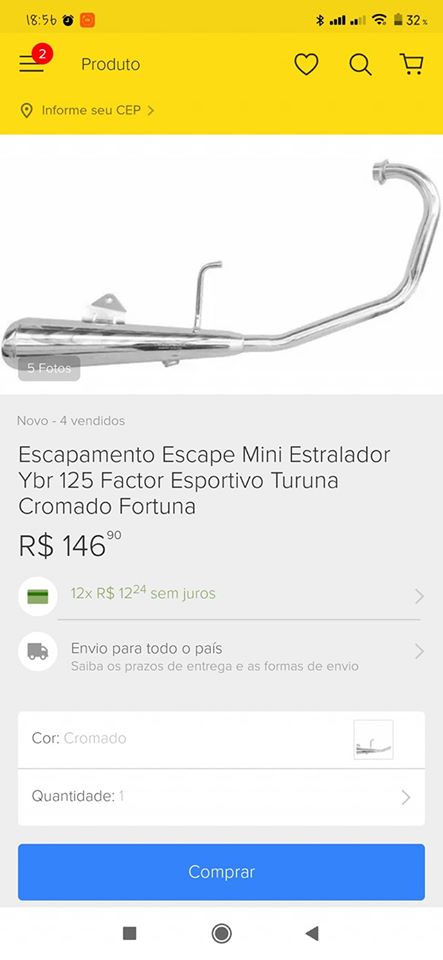 18:56
32%
2
Produto
Informe seu CEP
5 Fotos
Novo - 4 vendidos
Escapamento Escape Mini Estralador
Ybr 125 Factor Esportivo Turuna
Cromado Fortuna
R$ 146 90
12x R$ 12 24 sem juros
Envio para todo o país
Saiba os prazos de entrega e as formas de envio
Cor: Cromado
Quantidade: 1
Comprar